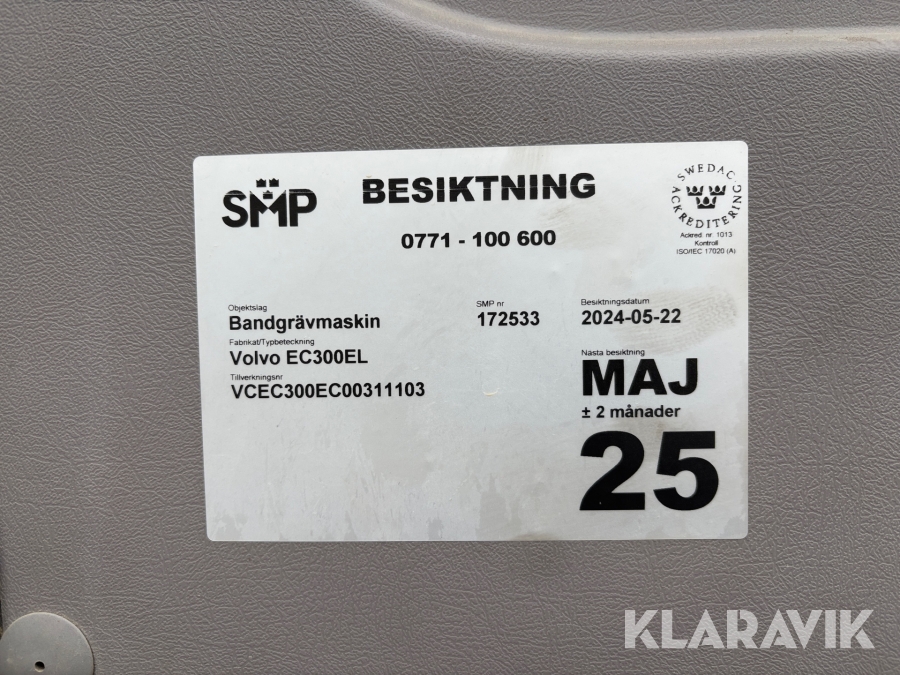 SMP
BESIKTNING
0771 - 100 600
SWEDAC
ACKREDITERING
Ackred nr 1013
Kontroll
ISO/IEC 17020 (A)
Objektslag
Bandgrävmaskin
SMP nr
172533
Besiktningsdatum
2024-05-22
Fabrikat/Typbeteckning
Volvo EC300EL
Tillverkningsnr
VCEC300EC00311103
Nästa besiktning
MAJ
± 2 månader
25
KLARAVIK